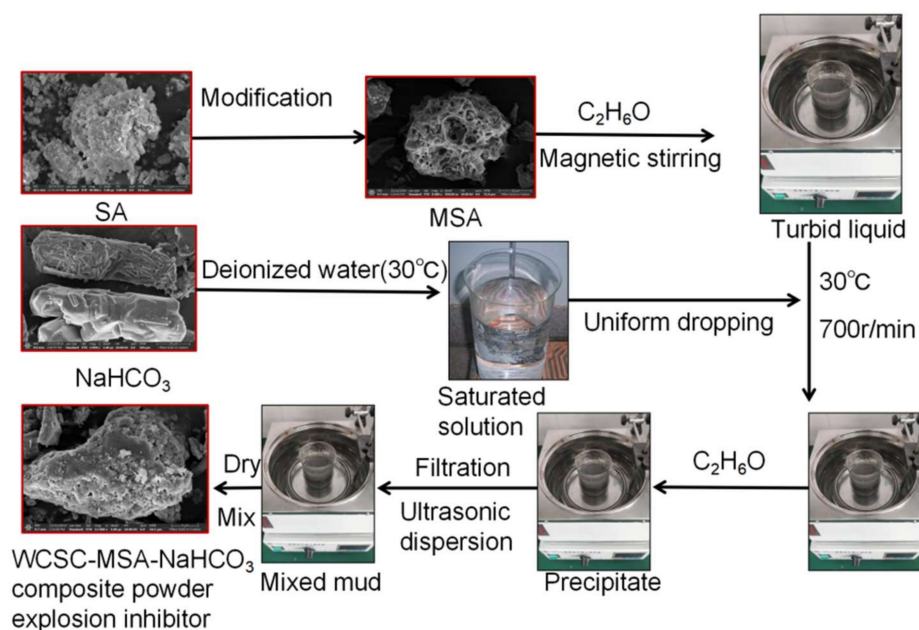 Modification
SA
MSA
C₂H₆O
Magnetic stirring
Turbid liquid
NaHCO₃
Deionized water(30℃)
Saturated
solution
Uniform dropping
30℃
700r/min
C₂H₆O
Precipitate
Filtration
Ultrasonic
dispersion
Mixed mud
Dry
Mix
WCSC-MSA-NaHCO₃
composite powder
explosion inhibitor